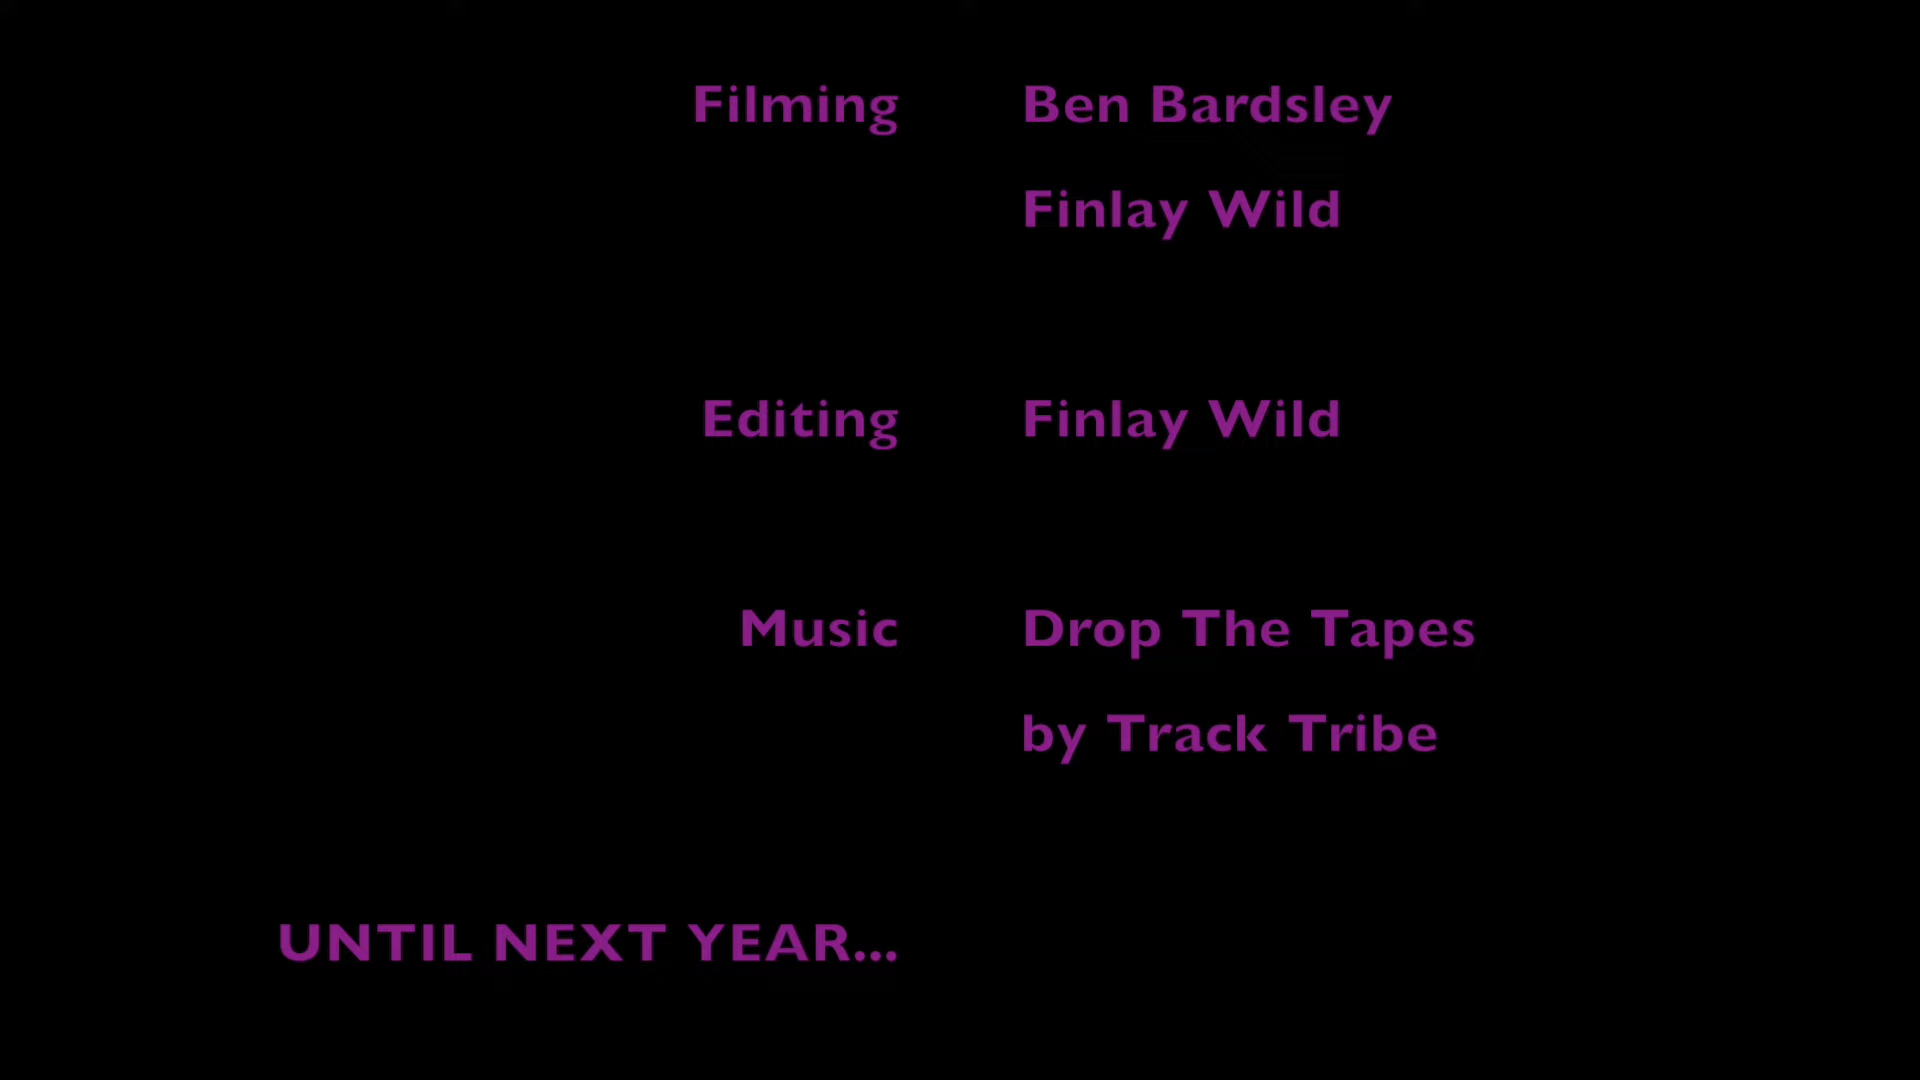 Filming Ben Bardsley
Finlay Wild
Editing Finlay Wild
Music Drop The Tapes
by Track Tribe
UNTIL NEXT YEAR...